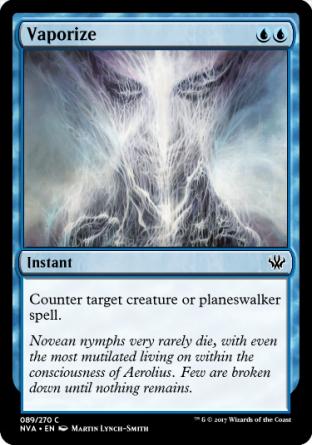 Vaporize
Instant
Counter target creature or planeswalker
spell.
Novean nymphs very rarely die, with even
the most mutilated living on within the
consciousness of Aerolius. Few are broken
down until nothing remains.
089/270 C
NVA • EN Martin Lynch-Smith
™ & © 2017 Wizards of the Coast